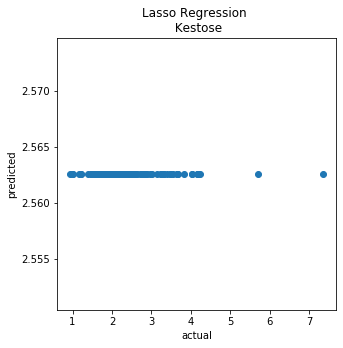 Lasso Regression
Kestose
2.570
2.565
2.560
2.555
predicted
1 2 3 4 5 6 7
actual